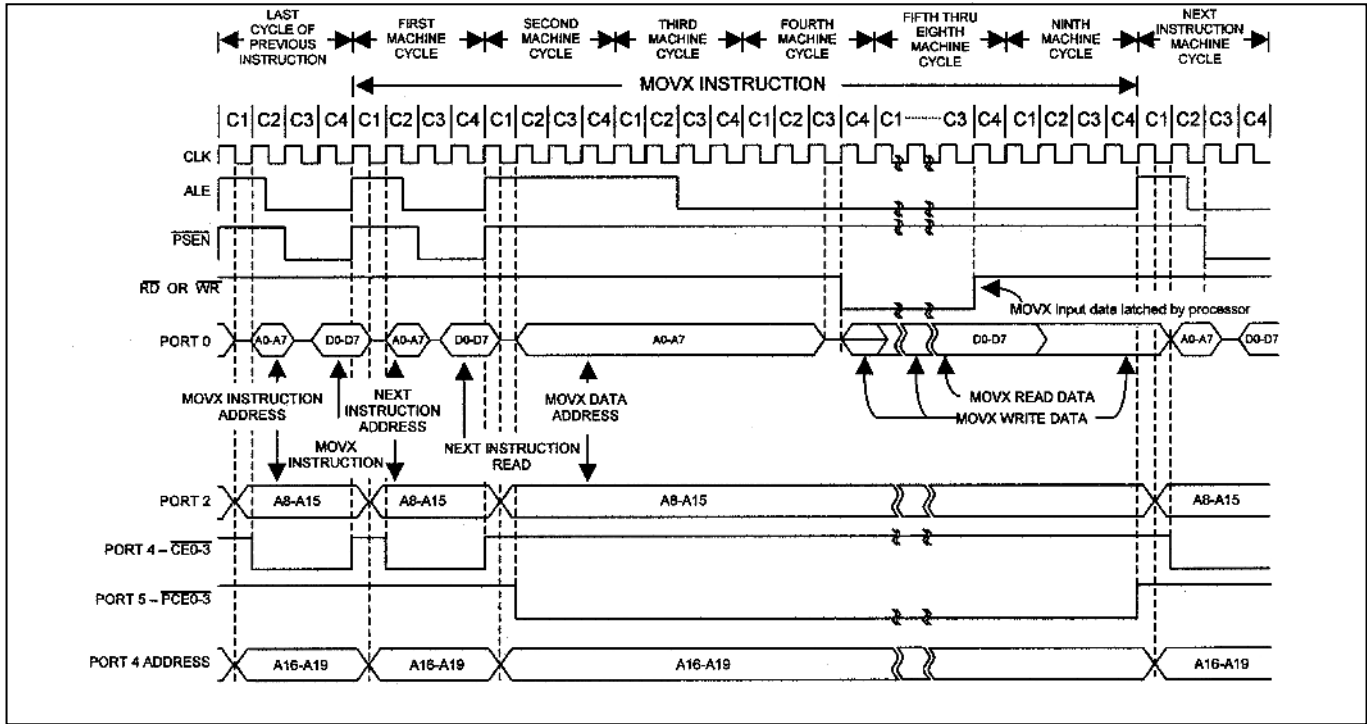 LAST CYCLE OF PREVIOUS INSTRUCTION
FIRST MACHINE CYCLE
SECOND MACHINE CYCLE
THIRD MACHINE CYCLE
FOURTH MACHINE CYCLE
FIFTH THRU EIGHTH MACHINE CYCLE
NINTH MACHINE CYCLE
NEXT INSTRUCTION MACHINE CYCLE
MOVX INSTRUCTION
C1 C2 C3 C4 C1 C2 C3 C4 C1 C2 C3 C4 C1 C2 C3 C4 C1 C2 C3 C4 C1 ........ C3 C4 C1 C2 C3 C4 C1 C2 C3 C4
CLK
ALE
PSEN
RD OR WR
MOVX Input data latched by processor
PORT 0 A0-A7 D0-D7 A0-A7 D0-D7 A0-A7 D0-D7 A0-A7 D0-D7
MOVX INSTRUCTION ADDRESS
NEXT INSTRUCTION ADDRESS
MOVX DATA ADDRESS
MOVX READ DATA
MOVX WRITE DATA
MOVX INSTRUCTION
NEXT INSTRUCTION READ
PORT 2 A8-A15 A8-A15 A8-A15 A8-A15
PORT 4 – CE0-3
PORT 5 – PCE0-3
PORT 4 ADDRESS A16-A19 A16-A19 A16-A19 A16-A19